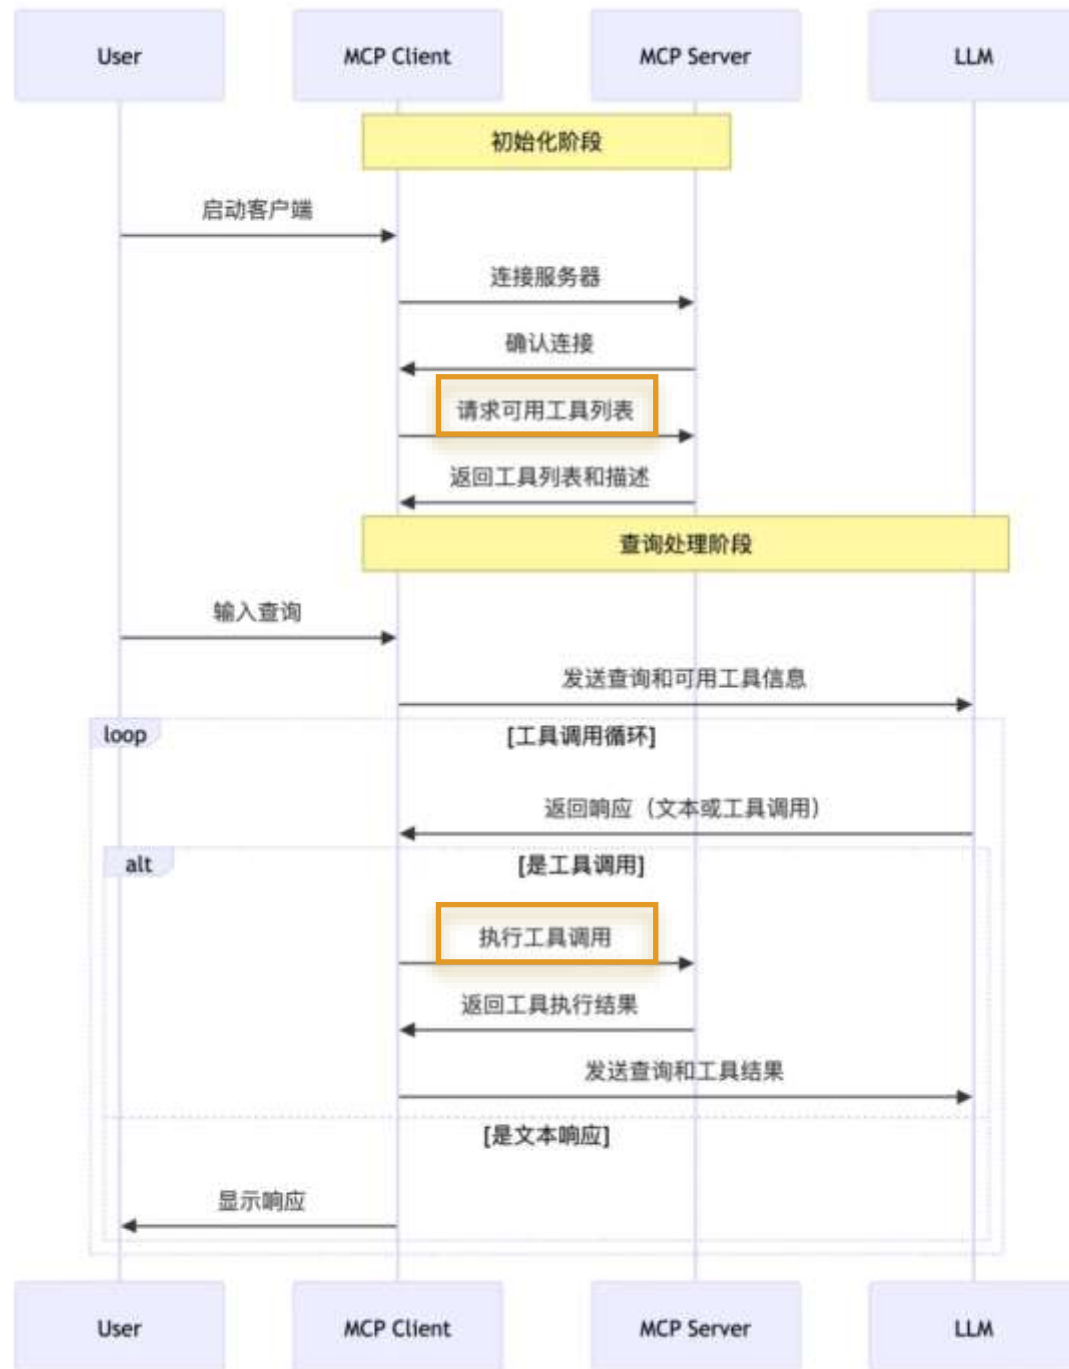 User
MCP Client
MCP Server
LLM
初始化阶段
启动客户端
连接服务器
确认连接
请求可用工具列表
返回工具列表和描述
查询处理阶段
输入查询
发送查询和可用工具信息
loop
[工具调用循环]
返回响应（文本或工具调用）
alt
[是工具调用]
执行工具调用
返回工具执行结果
发送查询和工具结果
[是文本响应]
显示响应
User
MCP Client
MCP Server
LLM